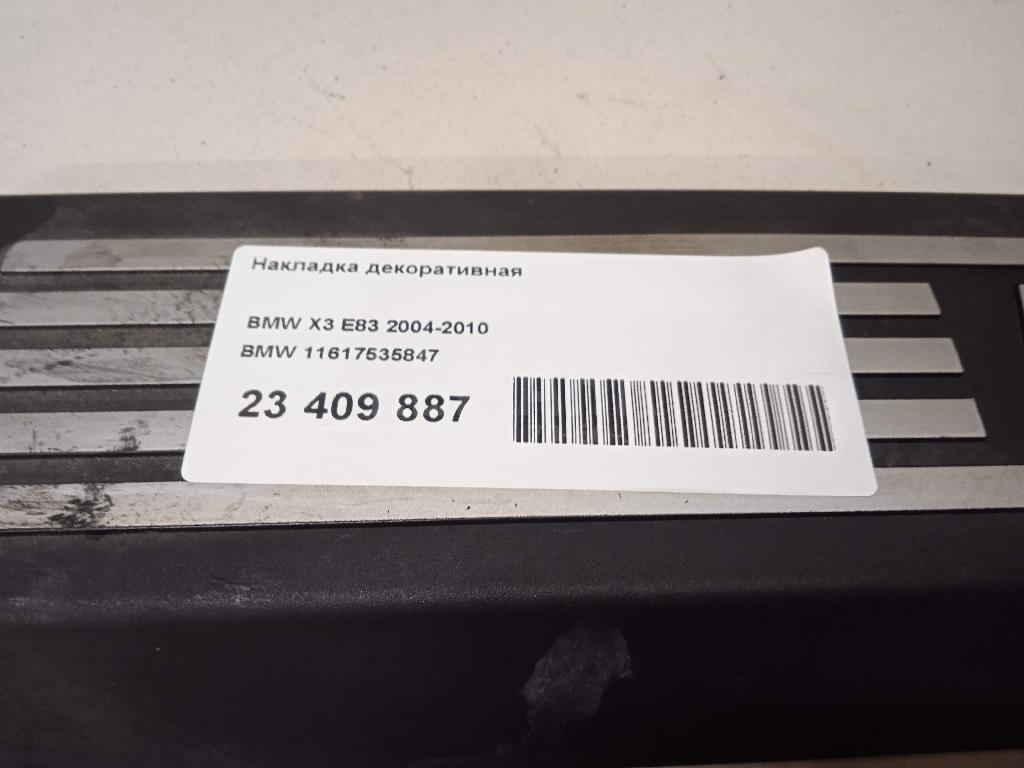 Накладка декоративная
BMW X3 E83 2004-2010
BMW 11617535847
23 409 887